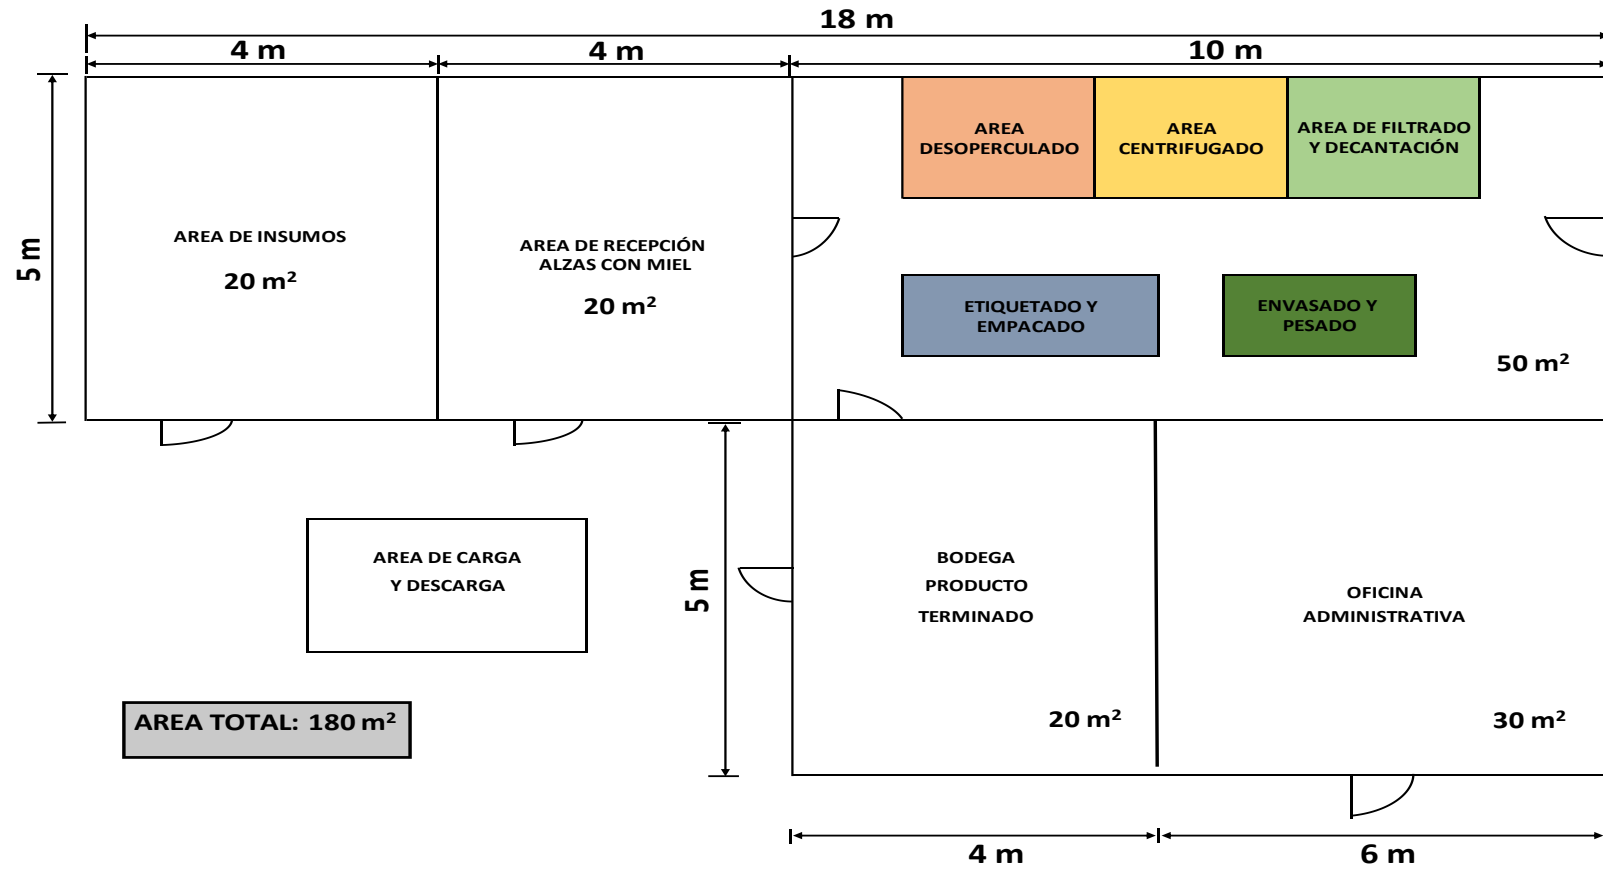 18 m
4 m
4 m
10 m
5 m
AREA DE INSUMOS
20 m²
AREA DE RECEPCIÓN
ALZAS CON MIEL
20 m²
AREA
DESOPERCULADO
AREA
CENTRIFUGADO
AREA DE FILTRADO
Y DECANTACIÓN
ETIQUETADO Y
EMPACADO
ENVASADO Y
PESADO
50 m²
AREA DE CARGA
Y DESCARGA
5 m
BODEGA
PRODUCTO
TERMINADO
20 m²
OFICINA
ADMINISTRATIVA
30 m²
AREA TOTAL: 180 m²
4 m
6 m